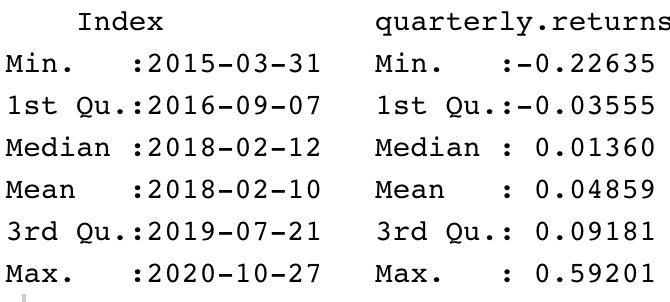 Index quarterly.returns
Min. :2015-03-31 Min. :-0.22635
1st Qu.:2016-09-07 1st Qu.:-0.03555
Median :2018-02-12 Median : 0.01360
Mean :2018-02-10 Mean : 0.04859
3rd Qu.:2019-07-21 3rd Qu.: 0.09181
Max. :2020-10-27 Max. : 0.59201